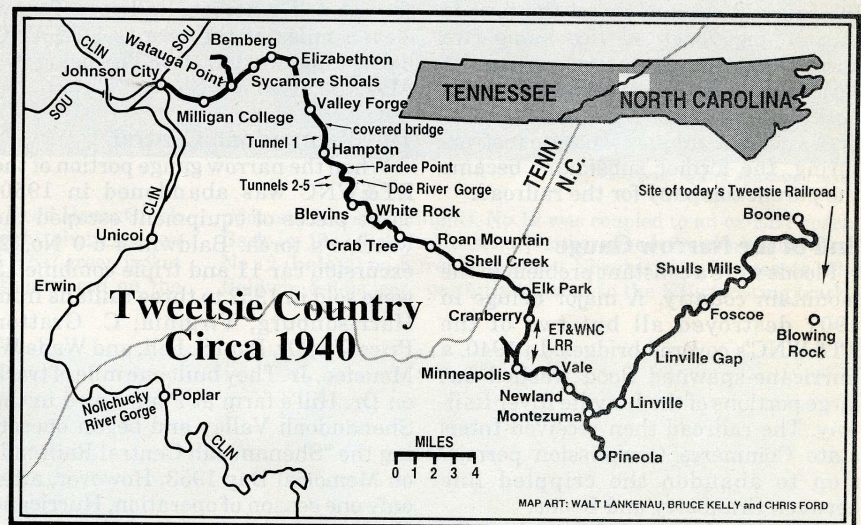 CLIN
SOU
Watauga Point
Bemberg
Elizabethton
Johnson City
Sycamore Shoals
SOU
Valley Forge
Milligan College
covered bridge
Tunnel 1
Hampton
Pardee Point
Tunnels 2-5
Doe River Gorge
Blevins
White Rock
Crab Tree
Roan Mountain
Shell Creek
TENNESSEE
NORTH CAROLINA
TENN.
N.C.
Site of today's Tweetsie Railroad
Boone
CLIN
Unicoi
Erwin
Shulls Mills
Elk Park
Cranberry
Foscoe
Blowing
Rock
ET&WNC
LRR
Linville Gap
Minneapolis
Vale
Newland
Linville
Montezuma
Pineola
Tweetsie Country
circa 1940
Nolichucky
River Gorge
Poplar
CLIN
MILES
0 1 2 3 4
MAP ART: WALT LANKENAU, BRUCE KELLY and CHRIS FORD